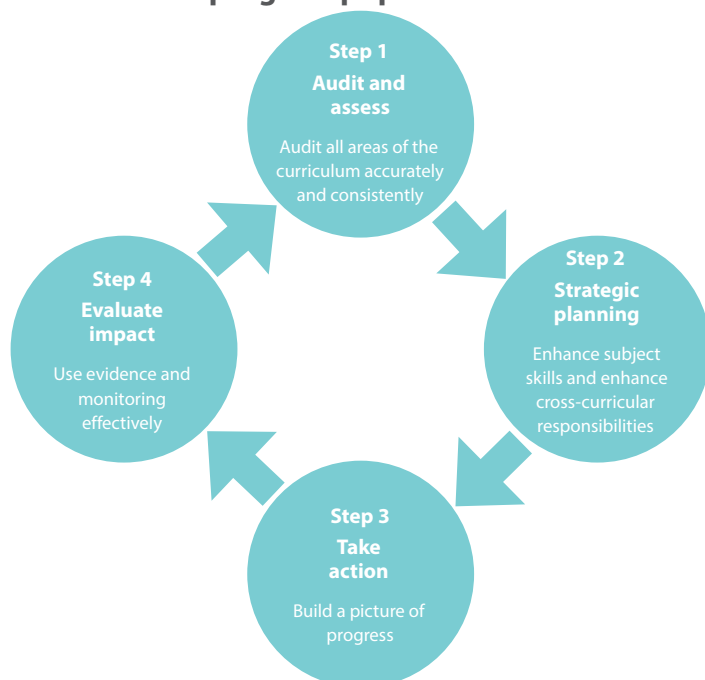 Step 1
Audit and
assess
Audit all areas of the
curriculum accurately
and consistently
Step 2
Strategic
planning
Enhance subject
skills and enhance
cross-curricular
responsibilities
Step 3
Take
action
Build a picture of
progress
Step 4
Evaluate
impact
Use evidence and
monitoring
effectively